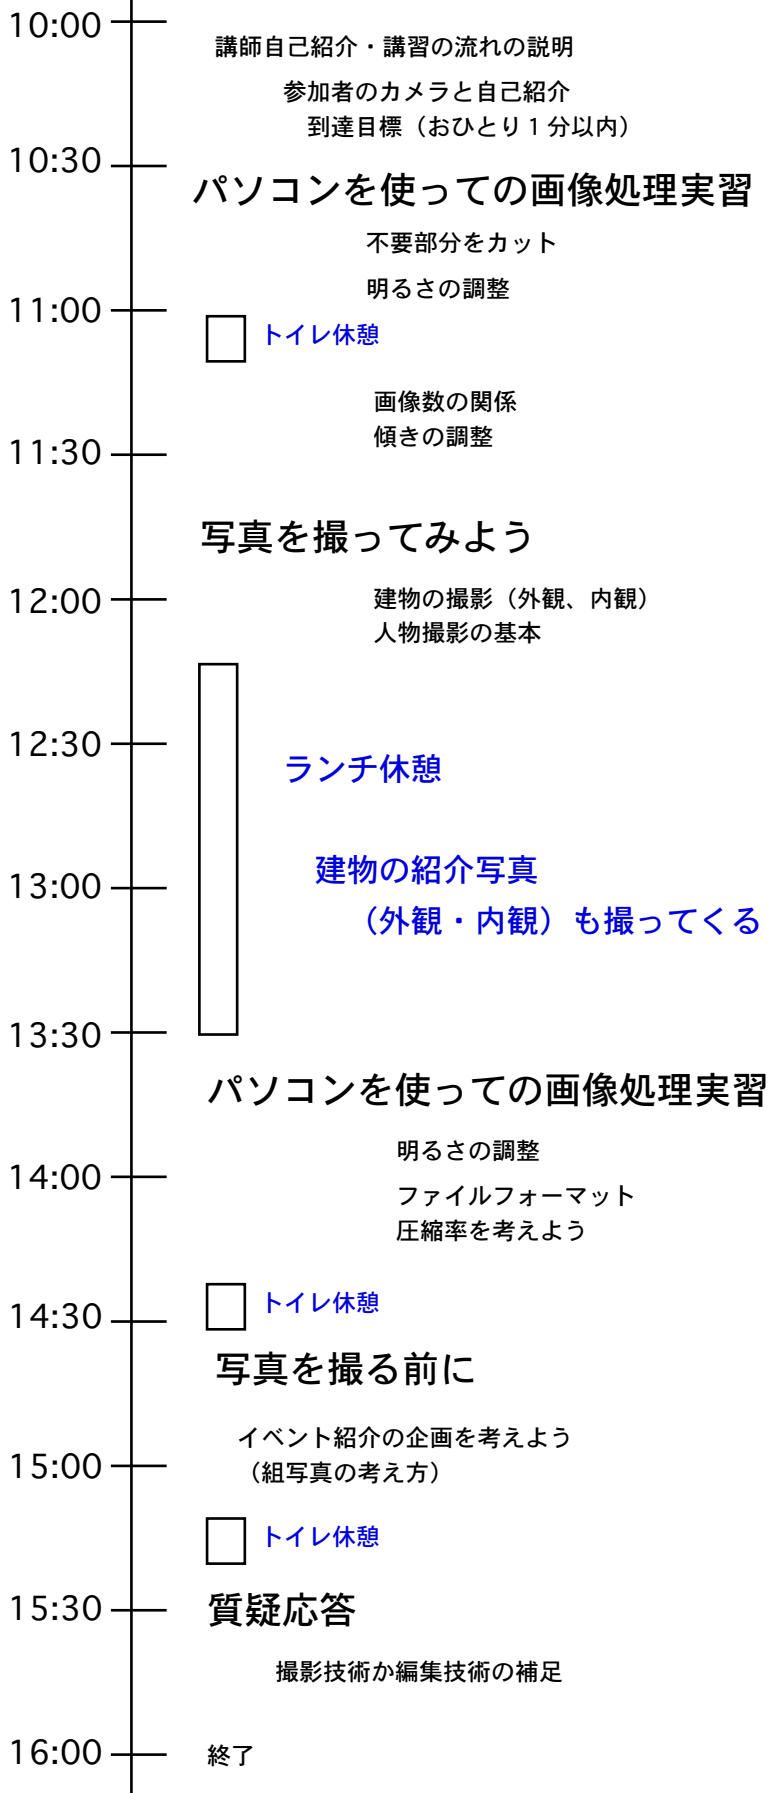 10:00
講師自己紹介・講習の流れの説明
参加者のカメラと自己紹介
到達目標（おひとり１分以内）
10:30
パソコンを使っての画像処理実習
不要部分をカット
明るさの調整
11:00
トイレ休憩
画像数の関係
傾きの調整
11:30
写真を撮ってみよう
12:00
建物の撮影（外観、内観）
人物撮影の基本
12:30
ランチ休憩
建物の紹介写真
13:00
（外観・内観）も撮ってくる
13:30
パソコンを使っての画像処理実習
明るさの調整
14:00
ファイルフォーマット
圧縮率を考えよう
トイレ休憩
14:30
写真を撮る前に
イベント紹介の企画を考えよう
15:00
（組写真の考え方）
トイレ休憩
15:30
質疑応答
撮影技術か編集技術の補足
16:00
終了